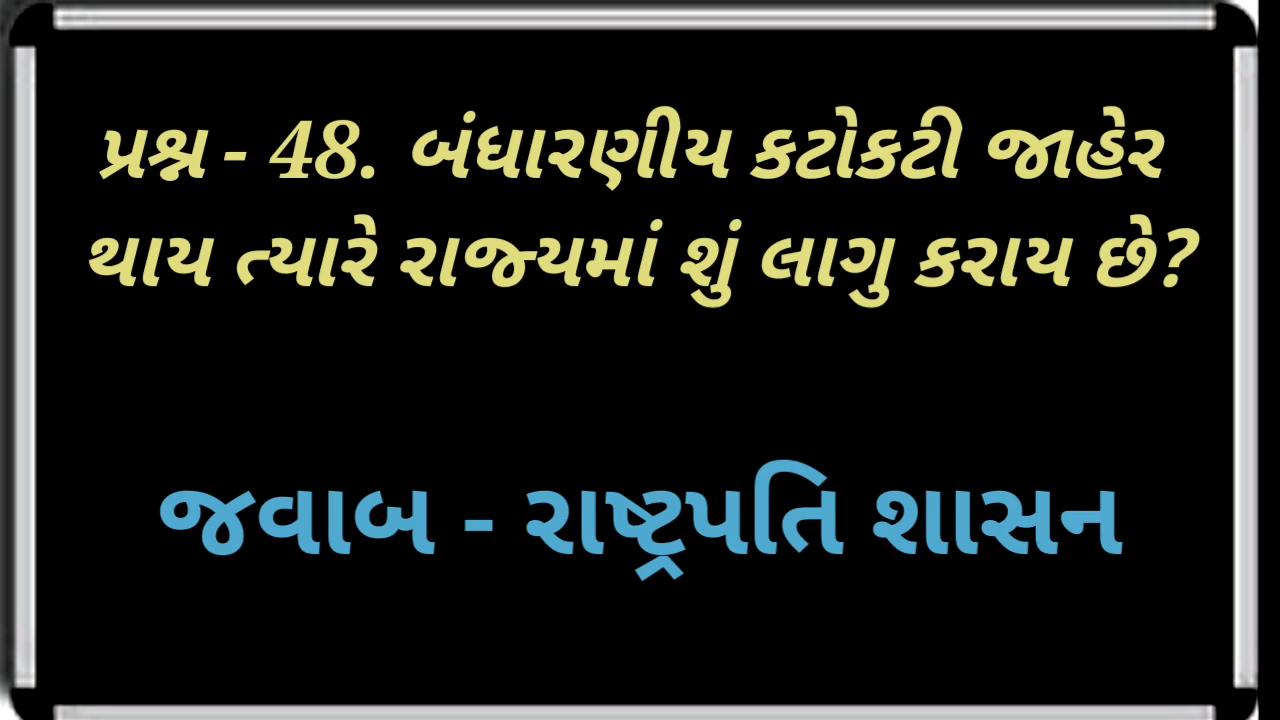 પ્રશ્ન - 48. બંધારણીય કટોકટી જાહેર
થાય ત્યારે રાજ્યમાં શું લાગુ કરાય છે?
જવાબ - રાષ્ટ્રપતિ શાસન